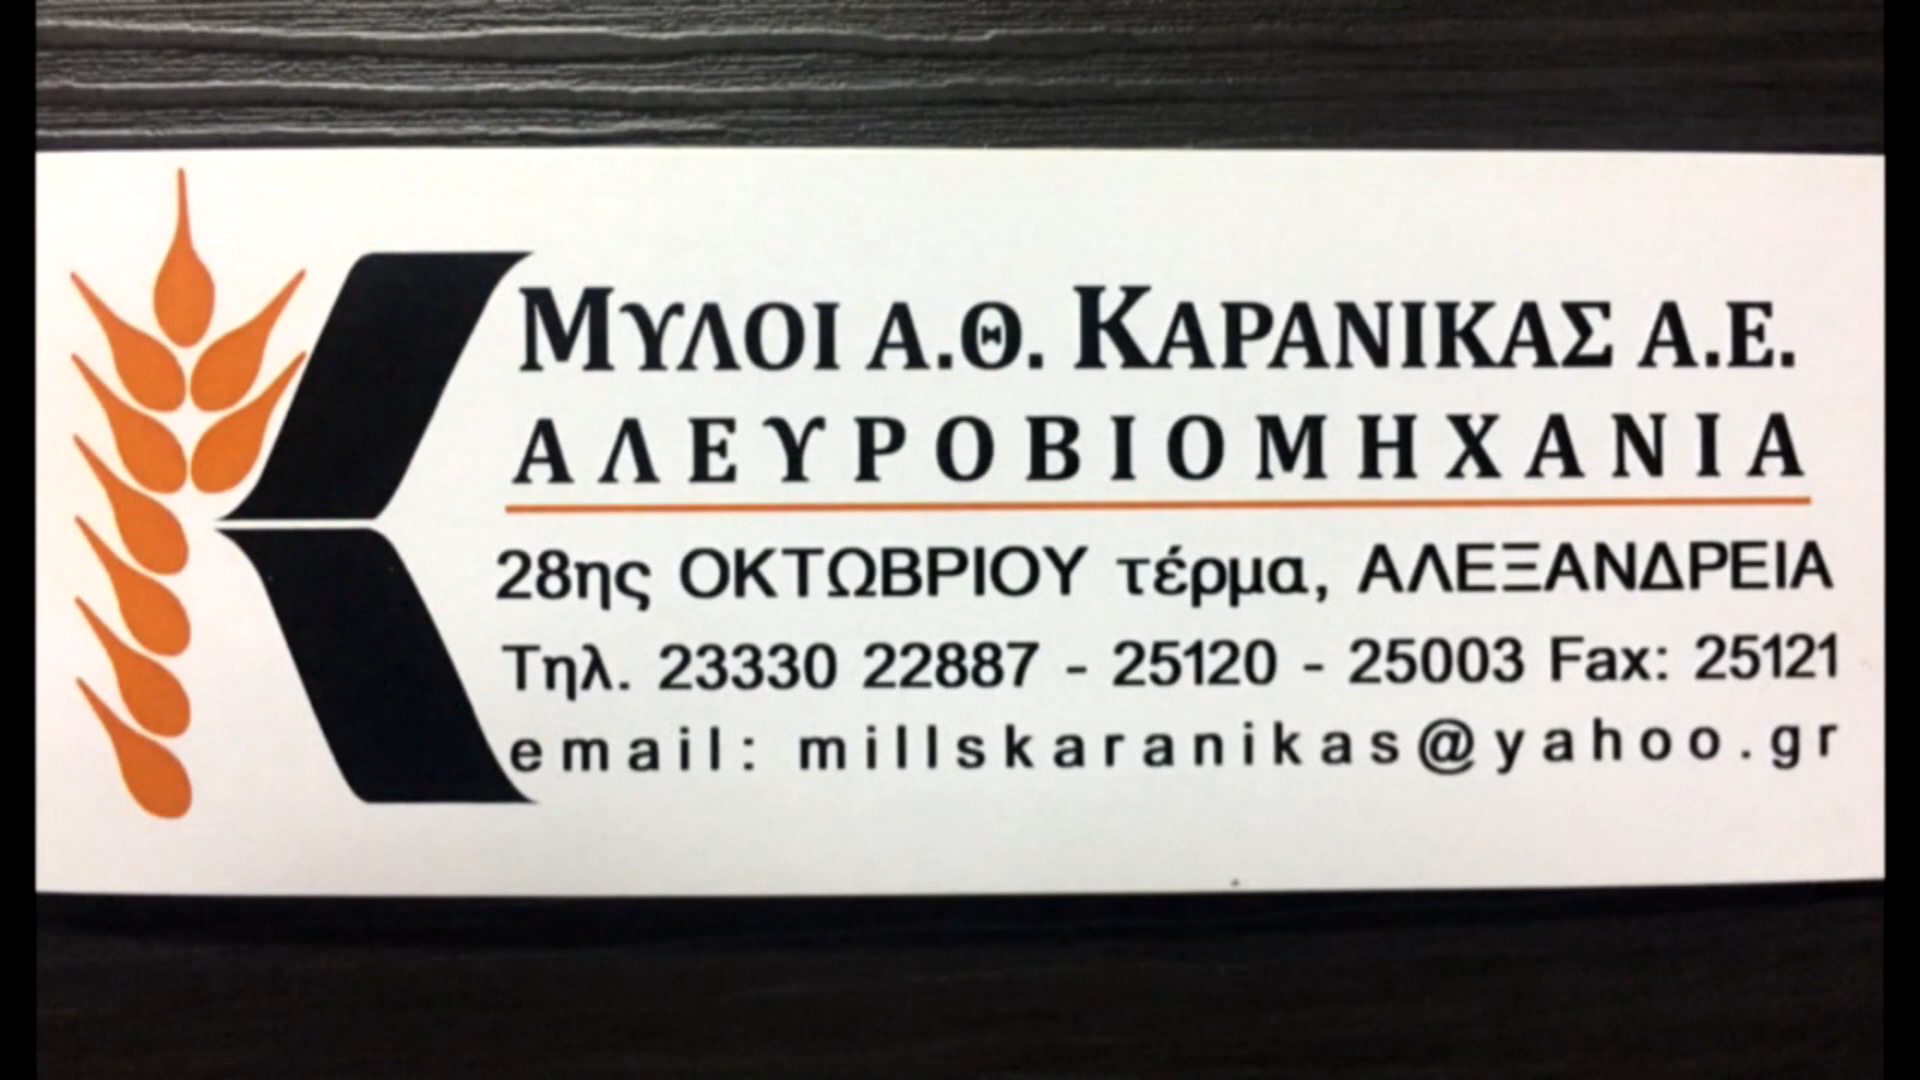 ΜΥΛΟΙ Α.Θ. ΚΑΡΑΝΙΚΑΣ Α.Ε.
ΑΛΕΥΡΟΒΙΟΜΗΧΑΝΙΑ
28ης ΟΚΤΩΒΡΙΟΥ τέρμα, ΑΛΕΞΑΝΔΡΕΙΑ
Τηλ. 23330 22887 - 25120 - 25003 Fax: 25121
email: millskaranikas@yahoo.gr